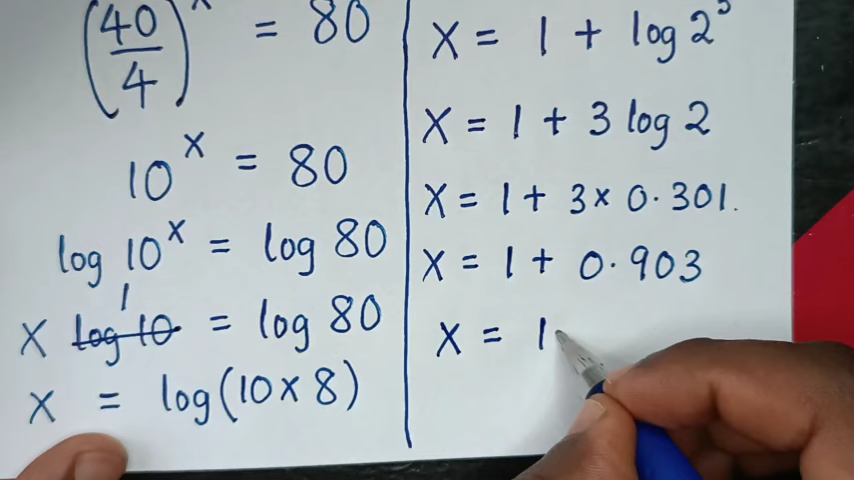 (40/4)^x = 80
10^x = 80
log 10^x = log 80
1
x log 10 = log 80
x = log(10 × 8)
x = 1 + log 2^3
x = 1 + 3 log 2
x = 1 + 3 × 0.301.
x = 1 + 0.903
x = 1